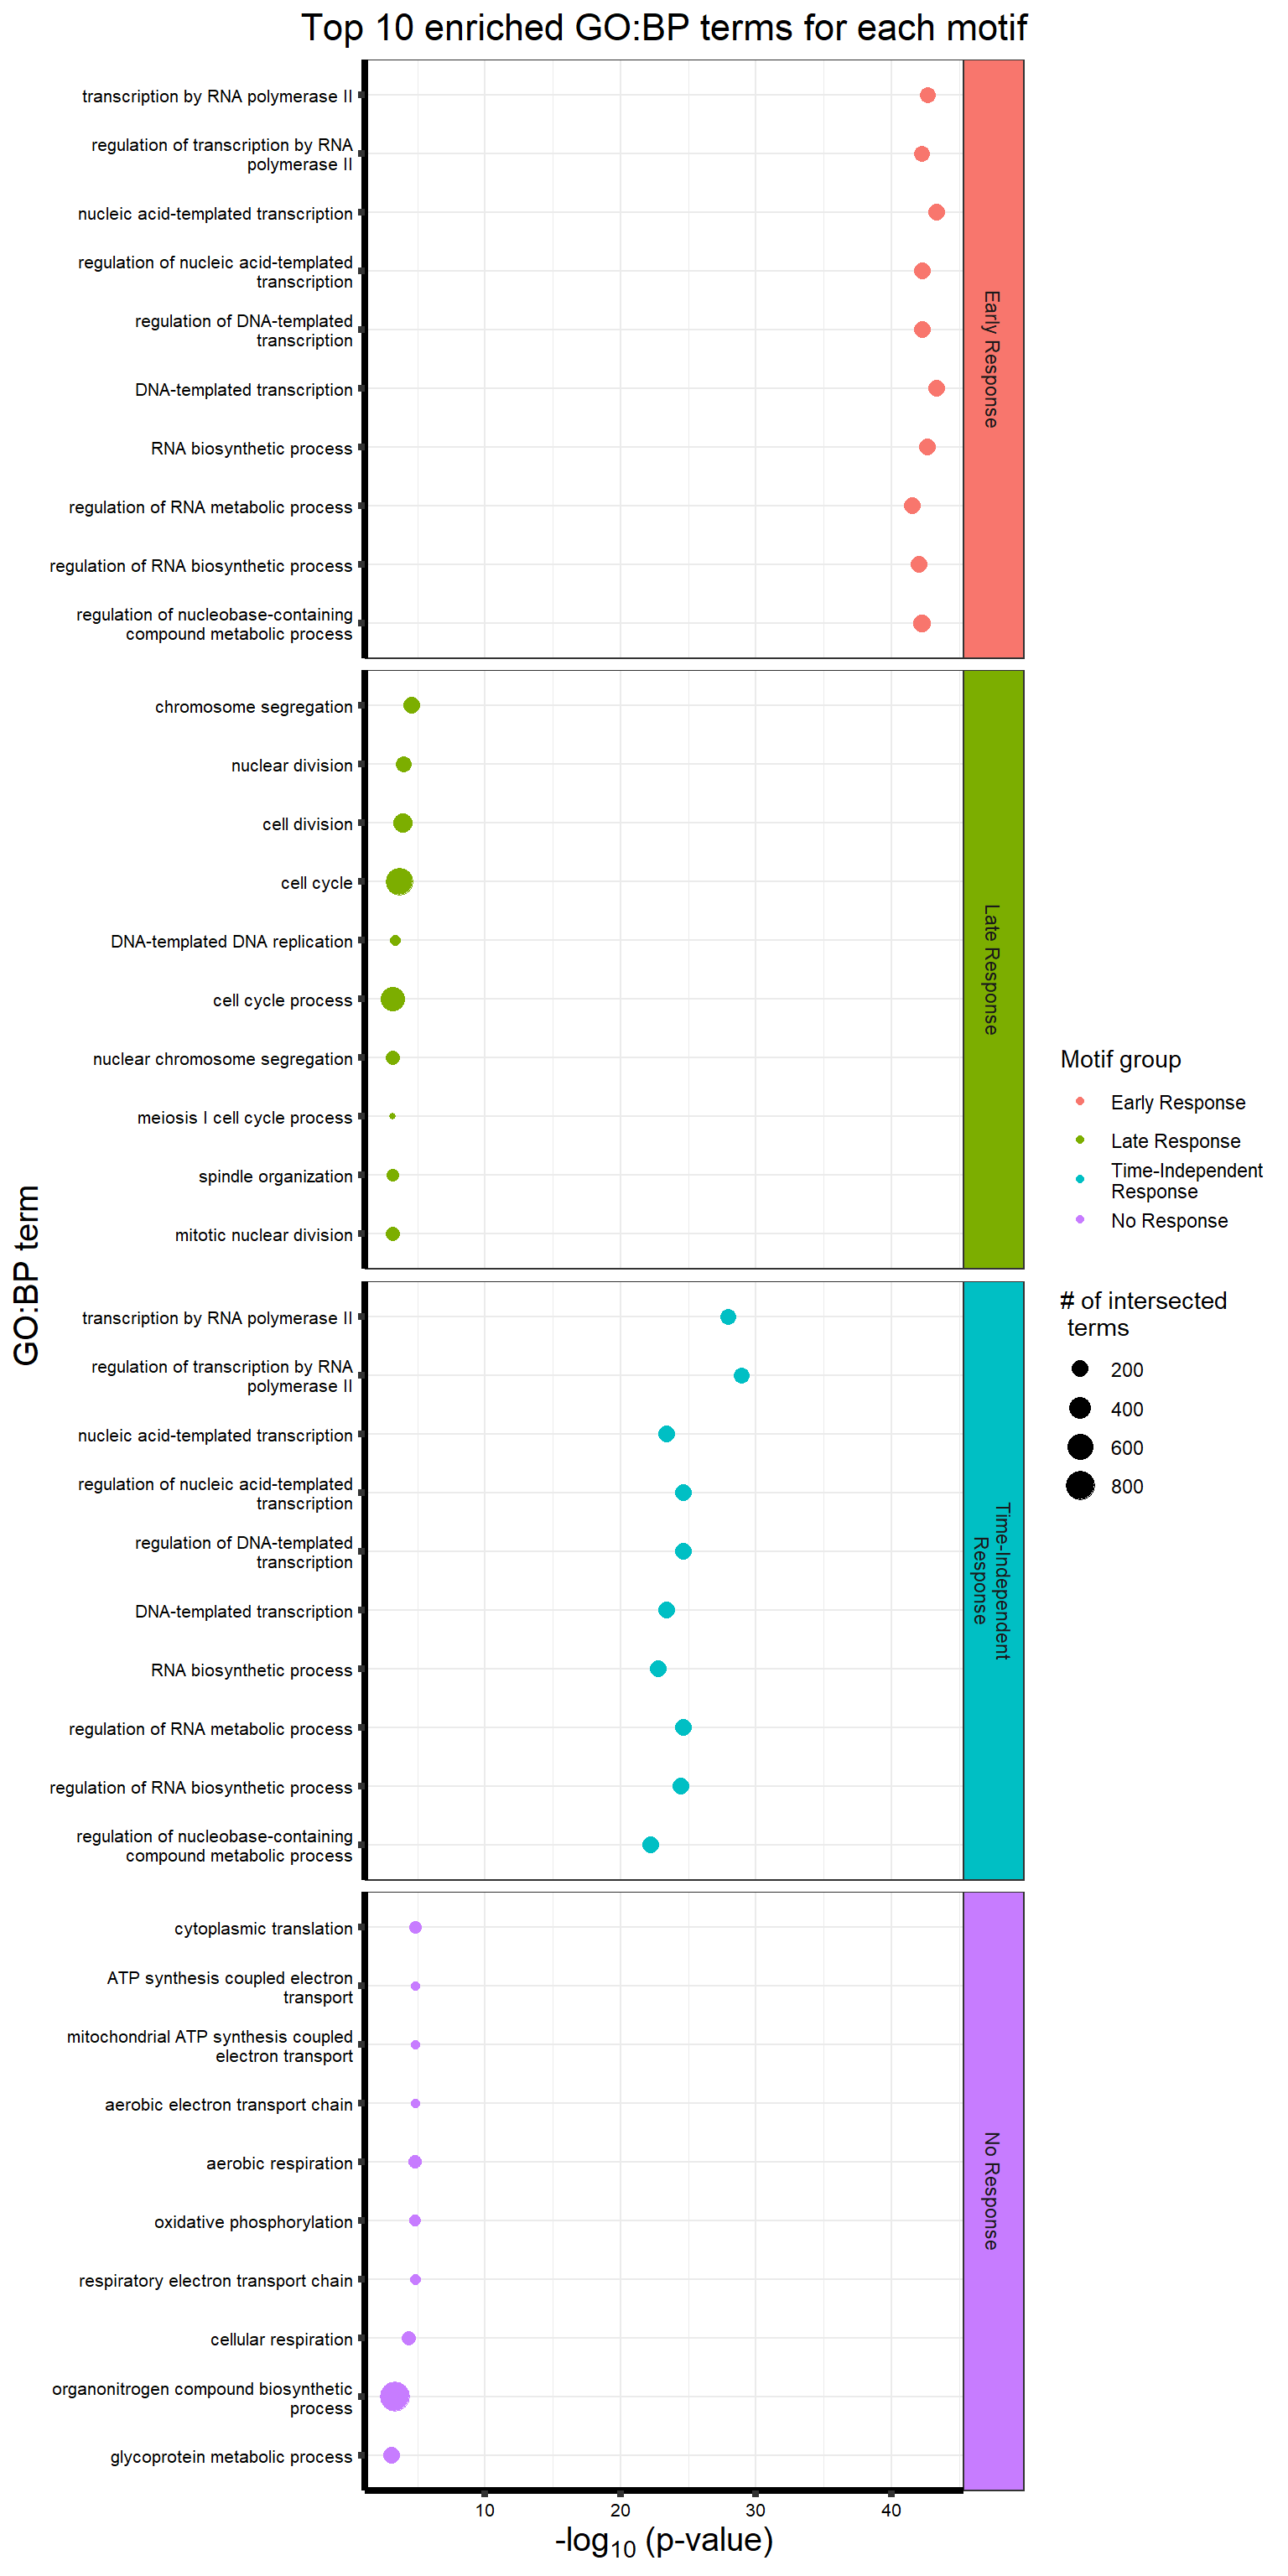 Top 10 enriched GO:BP terms for each motif
GO:BP term
transcription by RNA polymerase II
regulation of transcription by RNA
polymerase II
nucleic acid-templated transcription
regulation of nucleic acid-templated
transcription
regulation of DNA-templated
transcription
DNA-templated transcription
RNA biosynthetic process
regulation of RNA metabolic process
regulation of RNA biosynthetic process
regulation of nucleobase-containing
compound metabolic process
Early Response
chromosome segregation
nuclear division
cell division
cell cycle
DNA-templated DNA replication
cell cycle process
nuclear chromosome segregation
meiosis I cell cycle process
spindle organization
mitotic nuclear division
Late Response
transcription by RNA polymerase II
regulation of transcription by RNA
polymerase II
nucleic acid-templated transcription
regulation of nucleic acid-templated
transcription
regulation of DNA-templated
transcription
DNA-templated transcription
RNA biosynthetic process
regulation of RNA metabolic process
regulation of RNA biosynthetic process
regulation of nucleobase-containing
compound metabolic process
Time-Independent
Response
cytoplasmic translation
ATP synthesis coupled electron
transport
mitochondrial ATP synthesis coupled
electron transport
aerobic electron transport chain
aerobic respiration
oxidative phosphorylation
respiratory electron transport chain
cellular respiration
organonitrogen compound biosynthetic
process
glycoprotein metabolic process
No Response
10 20 30 40
-log10 (p-value)
Motif group
Early Response
Late Response
Time-Independent
Response
No Response
# of intersected
terms
200
400
600
800